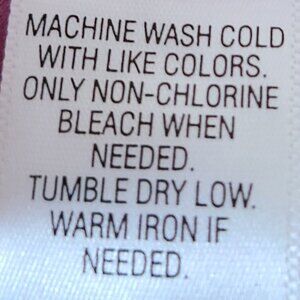 MACHINE WASH COLD
WITH LIKE COLORS.
ONLY NON-CHLORINE
BLEACH WHEN
NEEDED.
TUMBLE DRY LOW.
WARM IRON IF
NEEDED.